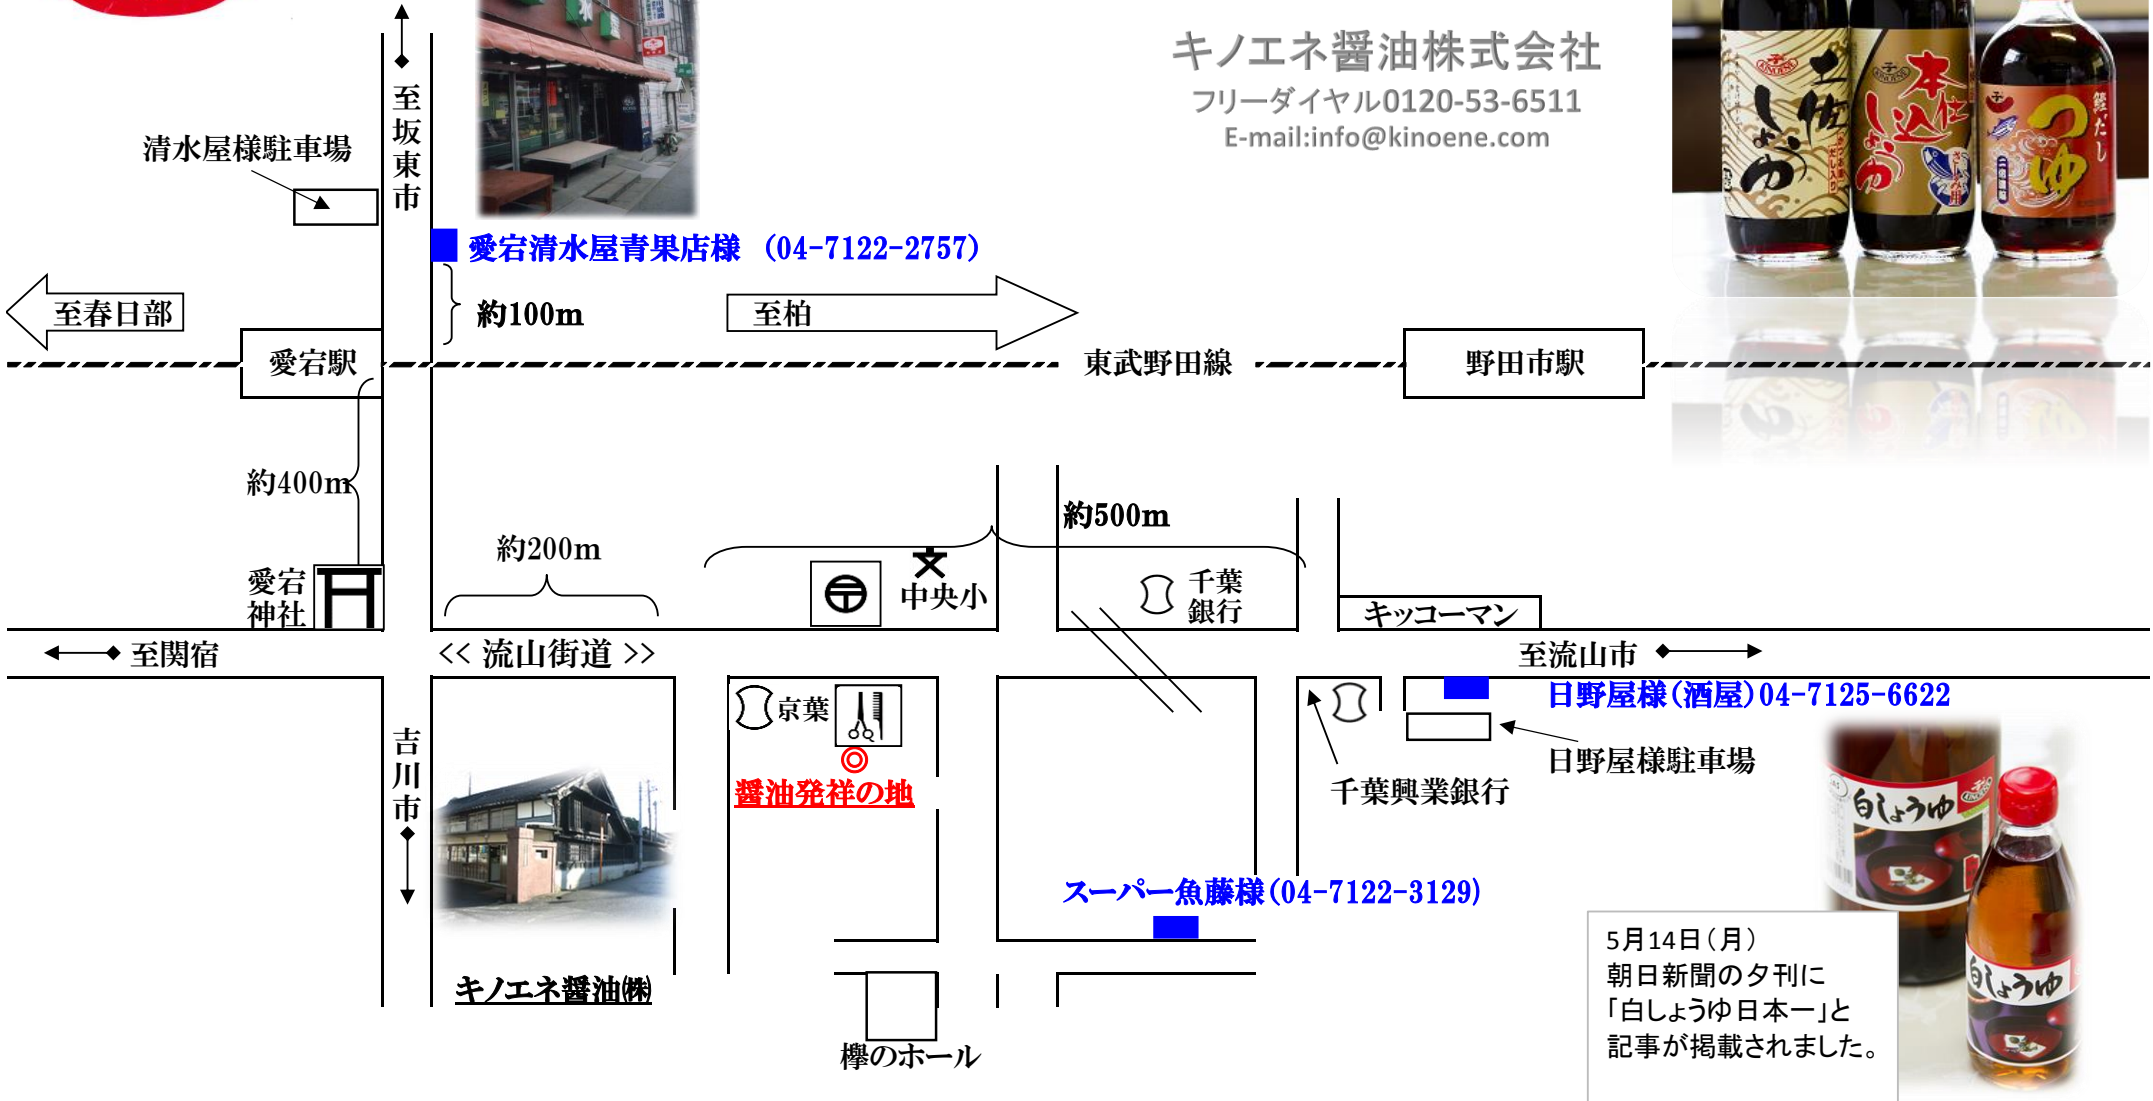 キノエネ醤油株式会社
フリーダイヤル0120-53-6511
E-mail:info@kinoene.com
土佐
しょうゆ
本仕込
しょうゆ
さしみ用
鰹だし
つゆ
KINOENE
至坂東市
清水屋様駐車場
愛宕清水屋青果店様 (04-7122-2757)
約100m
至春日部
至柏
愛宕駅
東武野田線
野田市駅
約400m
約200m
約500m
愛宕
神社
〒
文
中央小
千葉
銀行
キッコーマン
至関宿
<< 流山街道 >>
至流山市
京葉
◎
醤油発祥の地
日野屋様(酒屋)04-7125-6622
日野屋様駐車場
千葉興業銀行
吉川市
スーパー魚藤様(04-7122-3129)
キノエネ醤油㈱
欅のホール
白しょうゆ
白しょうゆ
5月14日(月)
朝日新聞の夕刊に
「白しょうゆ日本一」と
記事が掲載されました。